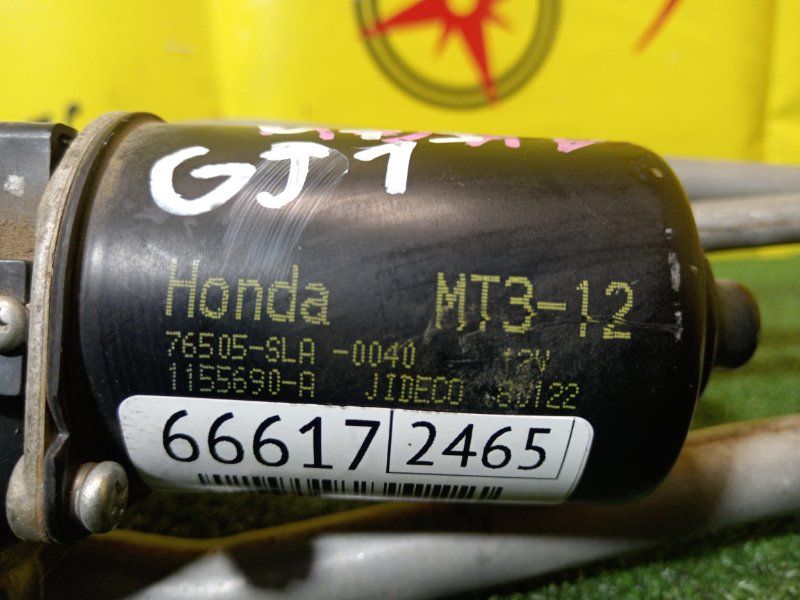 GJ1
Honda MT3-12
76505-SLA -0040 12V
1155690-A JIDECO
66617 2465